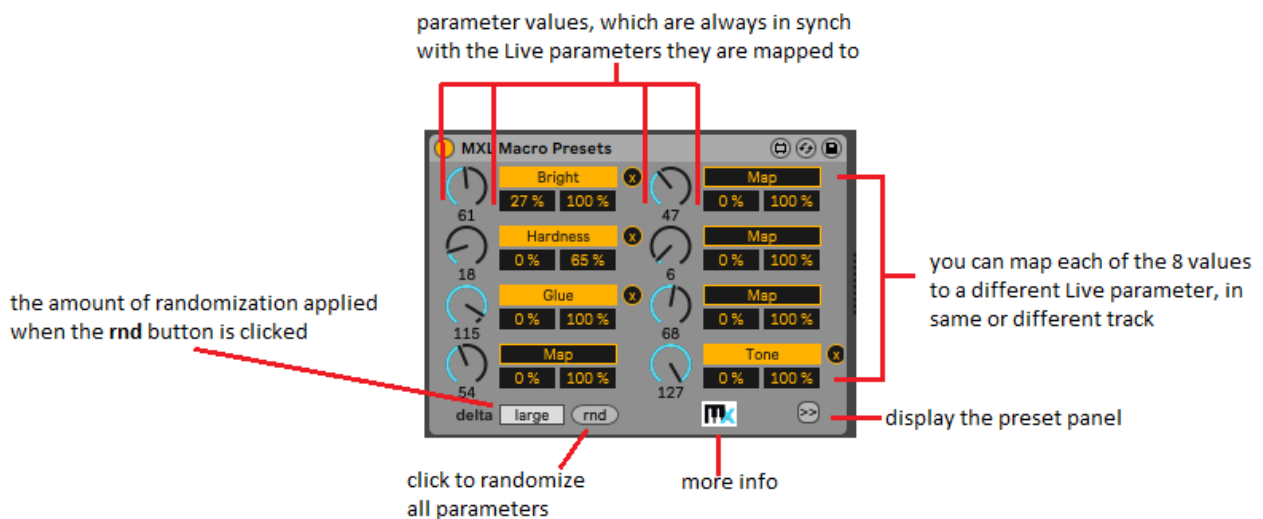 parameter values, which are always in synch
with the Live parameters they are mapped to
MXL Macro Presets
Bright x Map
27 % 100 % 0 % 100 %
61 47
Hardness x Map
0 % 65 % 0 % 100 %
18 6
Glue x Map
0 % 100 % 0 % 100 %
115 68
Map Tone x
0 % 100 % 0 % 100 %
54 127
delta large rnd mx >>
you can map each of the 8 values
to a different Live parameter, in
same or different track
the amount of randomization applied
when the rnd button is clicked
display the preset panel
click to randomize
all parameters
more info